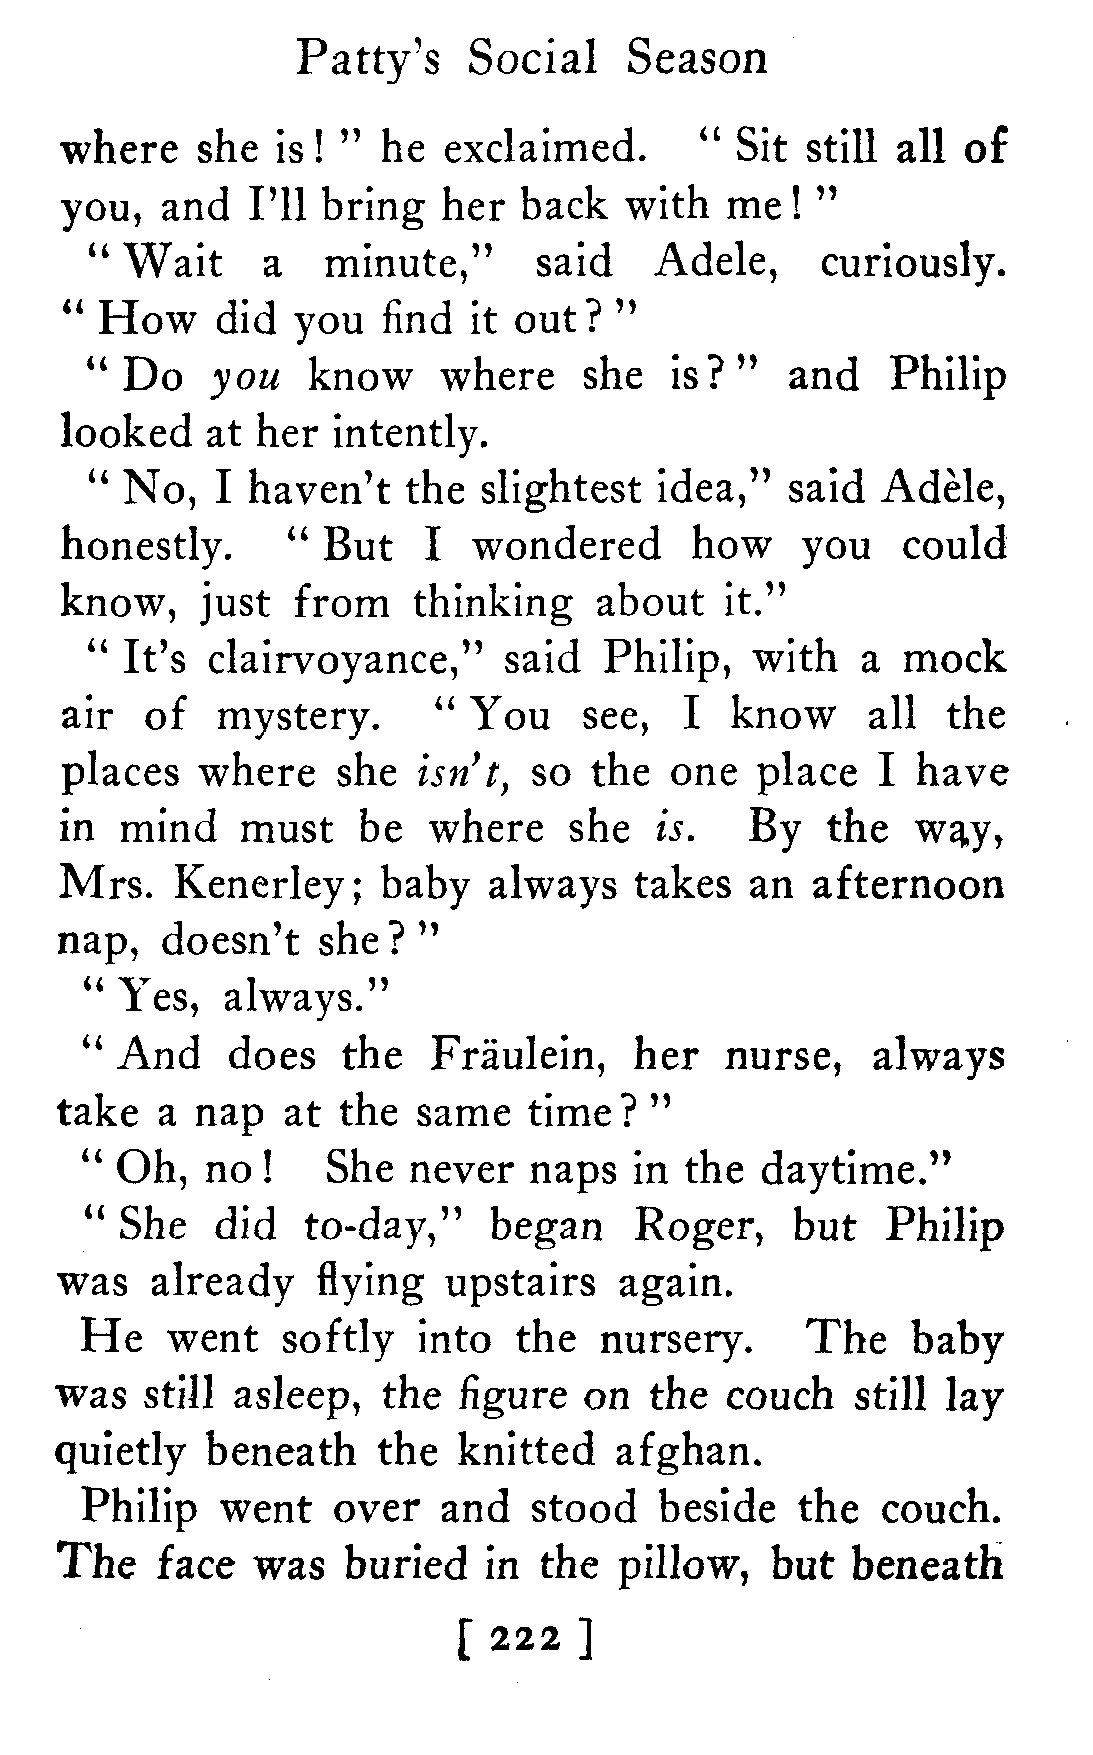 Patty's Social Season
where she is!" he exclaimed. "Sit still all of
you, and I'll bring her back with me!"
"Wait a minute," said Adele, curiously.
"How did you find it out?"
"Do you know where she is?" and Philip
looked at her intently.
"No, I haven't the slightest idea," said Adèle,
honestly. "But I wondered how you could
know, just from thinking about it."
"It's clairvoyance," said Philip, with a mock
air of mystery. "You see, I know all the
places where she isn't, so the one place I have
in mind must be where she is. By the way,
Mrs. Kenerley; baby always takes an afternoon
nap, doesn't she?"
"Yes, always."
"And does the Fräulein, her nurse, always
take a nap at the same time?"
"Oh, no! She never naps in the daytime."
"She did to-day," began Roger, but Philip
was already flying upstairs again.
He went softly into the nursery. The baby
was still asleep, the figure on the couch still lay
quietly beneath the knitted afghan.
Philip went over and stood beside the couch.
The face was buried in the pillow, but beneath
[ 222 ]